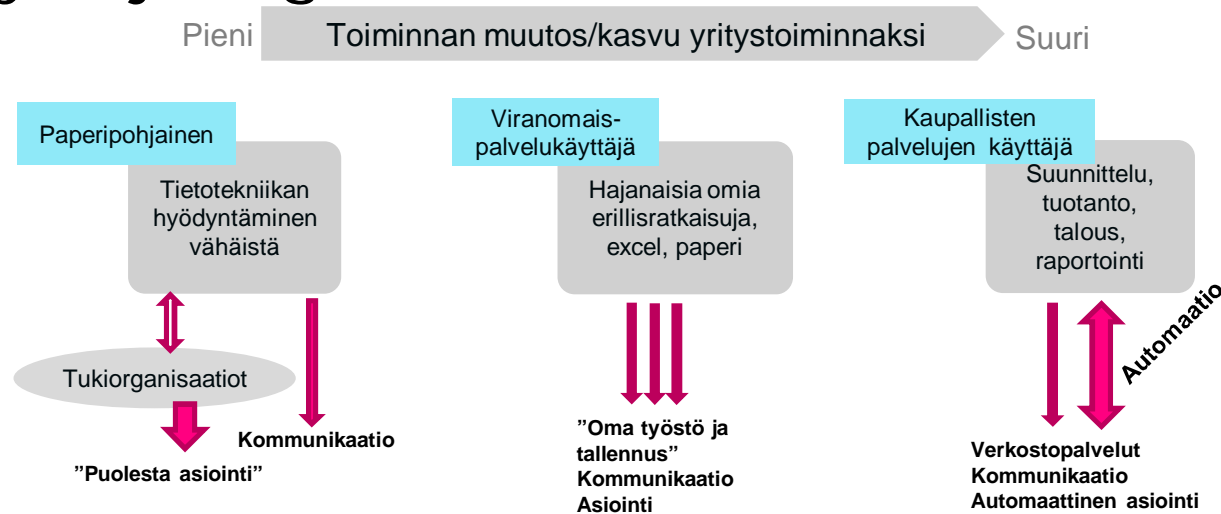 Pieni
Toiminnan muutos/kasvu yritystoiminnaksi
Suuri
Paperipohjainen
Tietotekniikan
hyödyntäminen
vähäistä
Tukiorganisaatiot
”Puolesta asiointi”
Kommunikaatio
Viranomais-
palvelukäyttäjä
Hajanaisia omia
erillisratkaisuja,
excel, paperi
”Oma työstö ja
tallennus”
Kommunikaatio
Asiointi
Kaupallisten
palvelujen käyttäjä
Suunnittelu,
tuotanto,
talous,
raportointi
Automaatio
Verkostopalvelut
Kommunikaatio
Automaattinen asiointi